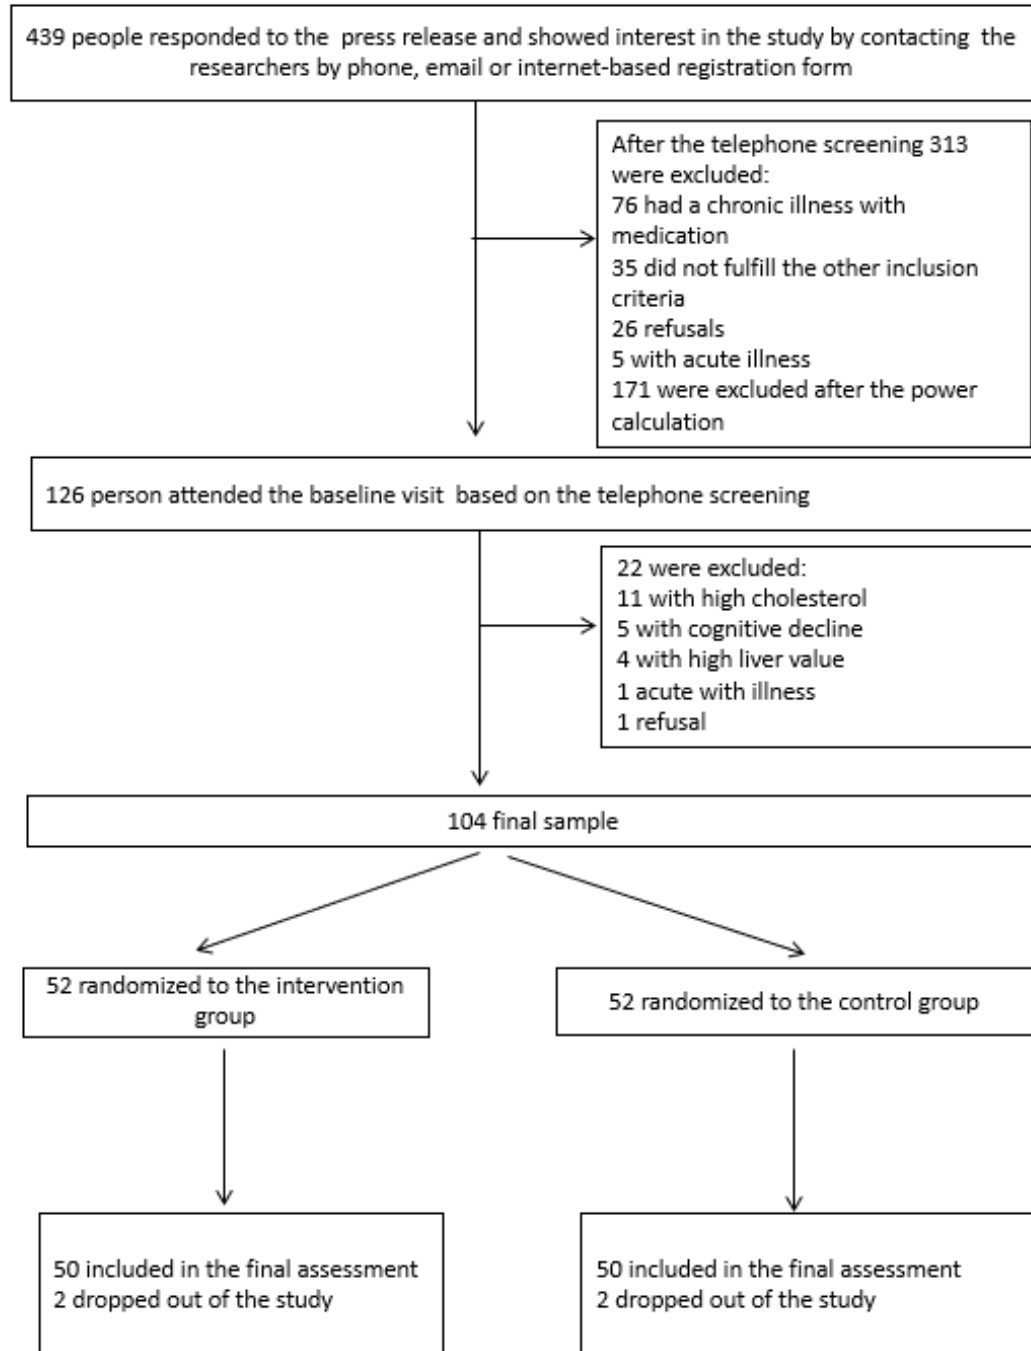 439 people responded to the press release and showed interest in the study by contacting the
researchers by phone, email or internet-based registration form
After the telephone screening 313
were excluded:
76 had a chronic illness with
medication
35 did not fulfill the other inclusion
criteria
26 refusals
5 with acute illness
171 were excluded after the power
calculation
126 person attended the baseline visit based on the telephone screening
22 were excluded:
11 with high cholesterol
5 with cognitive decline
4 with high liver value
1 acute with illness
1 refusal
104 final sample
52 randomized to the intervention
group
52 randomized to the control group
50 included in the final assessment
2 dropped out of the study
50 included in the final assessment
2 dropped out of the study